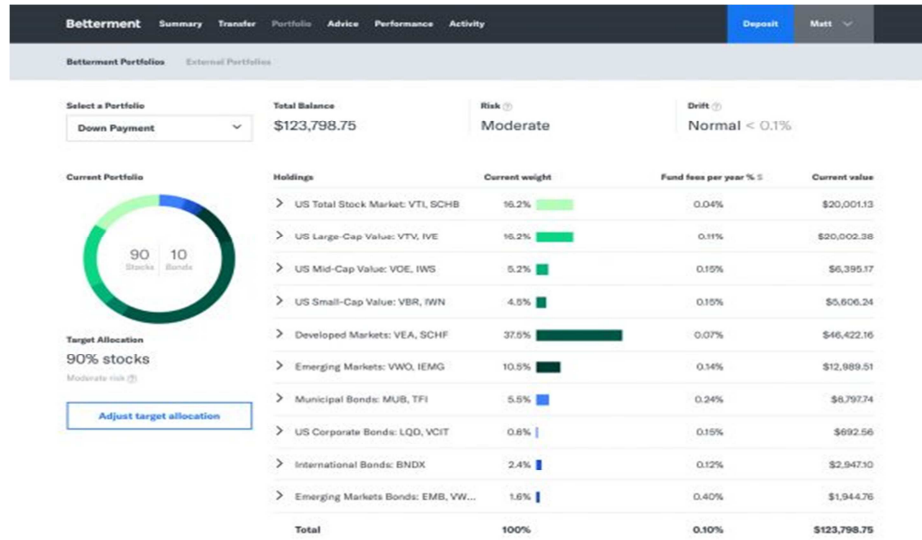 Betterment Summary Transfer Portfolio Advice Performance Activity Deposit Matt
Betterment Portfolios External Portfolios
Select a Portfolio
Down Payment
Total Balance
$123,798.75
Risk ?
Moderate
Drift ?
Normal < 0.1%
Current Portfolio
90 Stocks
10 Bonds
Target Allocation
90% stocks
Moderate risk ?
Adjust target allocation
Holdings Current weight Fund fees per year % $ Current value
US Total Stock Market: VTI, SCHB 16.2% 0.04% $20,001.13
US Large-Cap Value: VTV, IVE 16.2% 0.11% $20,002.38
US Mid-Cap Value: VOE, IWS 5.2% 0.15% $6,395.17
US Small-Cap Value: VBR, IWN 4.5% 0.15% $5,606.24
Developed Markets: VEA, SCHF 37.5% 0.07% $46,422.16
Emerging Markets: VWO, IEMG 10.5% 0.14% $12,989.51
Municipal Bonds: MUB, TFI 5.5% 0.24% $6,797.74
US Corporate Bonds: LQD, VCIT 0.6% 0.15% $692.56
International Bonds: BNDX 2.4% 0.12% $2,947.10
Emerging Markets Bonds: EMB, VW... 1.6% 0.40% $1,944.76
Total 100% 0.10% $123,798.75